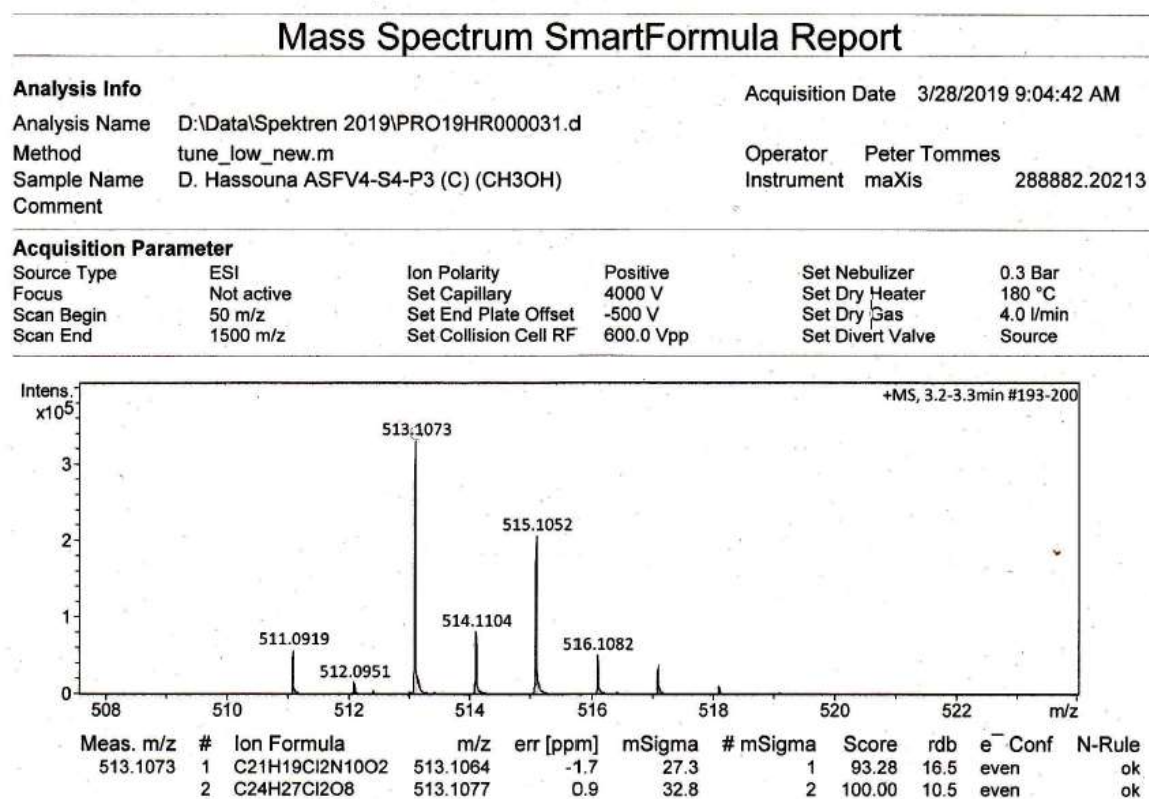 Mass Spectrum SmartFormula Report
Analysis Info
Acquisition Date 3/28/2019 9:04:42 AM
Analysis Name D:\Data\Spektren 2019\PRO19HR000031.d
Method tune_low_new.m
Operator Peter Tommes
Sample Name D. Hassouna ASFV4-S4-P3 (C) (CH3OH)
Instrument maXis 288882.20213
Comment
Acquisition Parameter
Source Type ESI Ion Polarity Positive Set Nebulizer 0.3 Bar
Focus Not active Set Capillary 4000 V Set Dry Heater 180 °C
Scan Begin 50 m/z Set End Plate Offset -500 V Set Dry Gas 4.0 l/min
Scan End 1500 m/z Set Collision Cell RF 600.0 Vpp Set Divert Valve Source
Intens.
x10⁵
+MS, 3.2-3.3min #193-200
513.1073
3
515.1052
2
514.1104
1
511.0919
516.1082
512.0951
0
508 510 512 514 516 518 520 522 m/z
Meas. m/z # Ion Formula m/z err [ppm] mSigma # mSigma Score rdb e⁻ Conf N-Rule
513.1073 1 C21H19Cl2N10O2 513.1064 -1.7 27.3 1 93.28 16.5 even ok
2 C24H27Cl2O8 513.1077 0.9 32.8 2 100.00 10.5 even ok